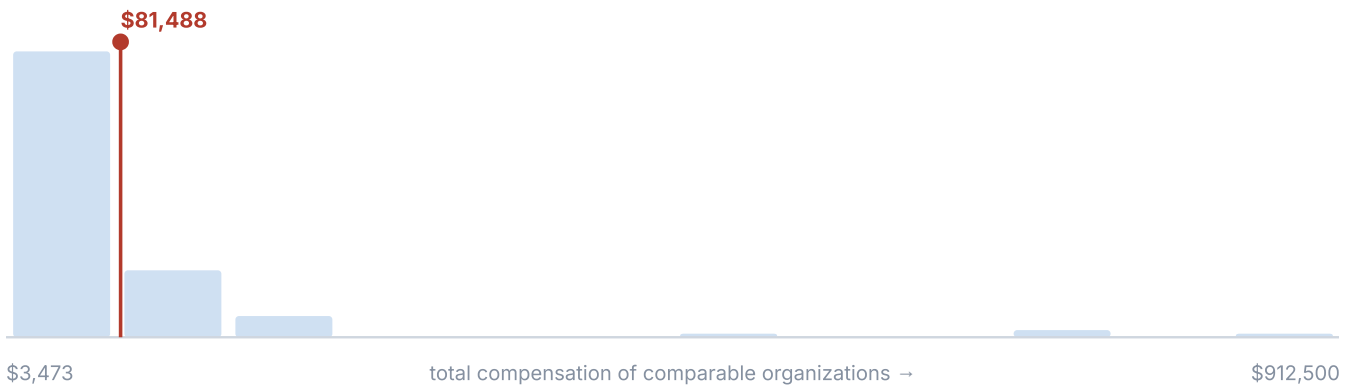 $81,488
$3,473 total compensation of comparable organizations → $912,500